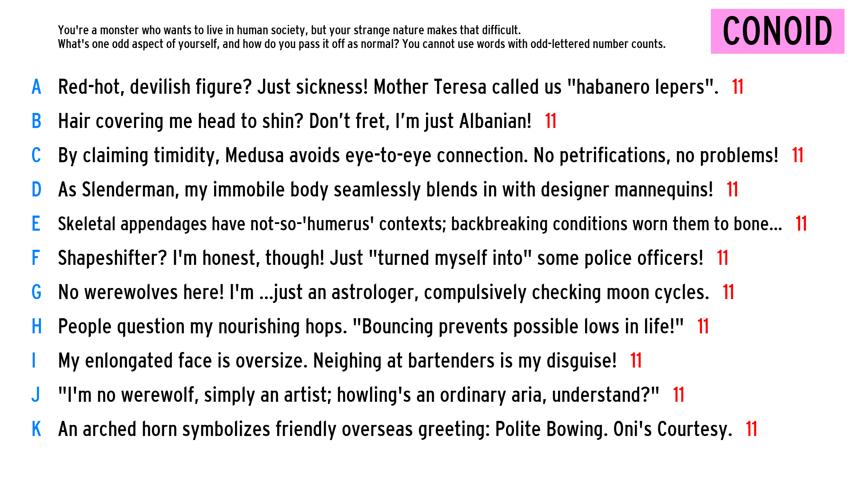 You're a monster who wants to live in human society, but your strange nature makes that difficult.
What's one odd aspect of yourself, and how do you pass it off as normal? You cannot use words with odd-lettered number counts.
CONOID
A Red-hot, devilish figure? Just sickness! Mother Teresa called us "habanero lepers". 11
B Hair covering me head to shin? Don’t fret, I’m just Albanian! 11
C By claiming timidity, Medusa avoids eye-to-eye connection. No petrifications, no problems! 11
D As Slenderman, my immobile body seamlessly blends in with designer mannequins! 11
E Skeletal appendages have not-so-'humerus' contexts; backbreaking conditions worn them to bone... 11
F Shapeshifter? I'm honest, though! Just "turned myself into" some police officers! 11
G No werewolves here! I'm ...just an astrologer, compulsively checking moon cycles. 11
H People question my nourishing hops. "Bouncing prevents possible lows in life!" 11
I My enlongated face is oversize. Neighing at bartenders is my disguise! 11
J "I'm no werewolf, simply an artist; howling's an ordinary aria, understand?" 11
K An arched horn symbolizes friendly overseas greeting: Polite Bowing. Oni's Courtesy. 11